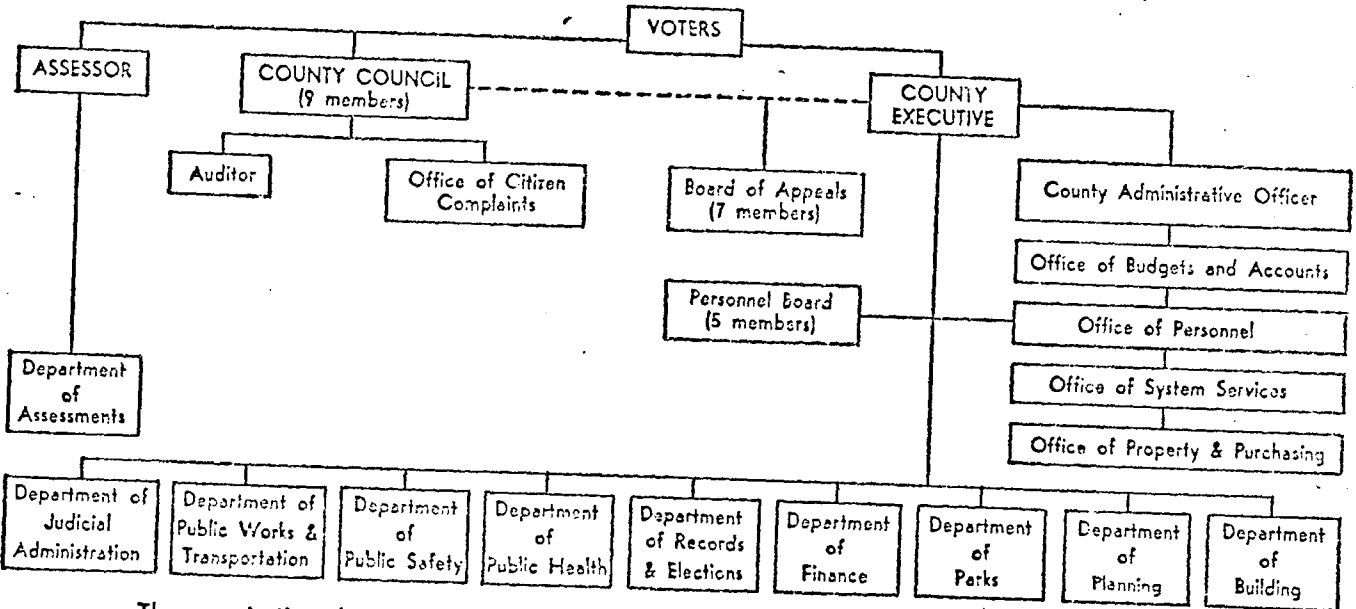 VOTERS
ASSESSOR
COUNTY COUNCIL
(9 members)
COUNTY
EXECUTIVE
Auditor
Office of Citizen
Complaints
Board of Appeals
(7 members)
County Administrative Officer
Office of Budgets and Accounts
Personnel Board
(5 members)
Office of Personnel
Office of System Services
Office of Property & Purchasing
Department
of
Assessments
Department of
Judicial
Administration
Department of
Public Works &
Transportation
Department
of
Public Safety
Department
of
Public Health
Department
of Records
& Elections
Department
of
Finance
Department
of
Parks
Department
of
Planning
Department
of
Building